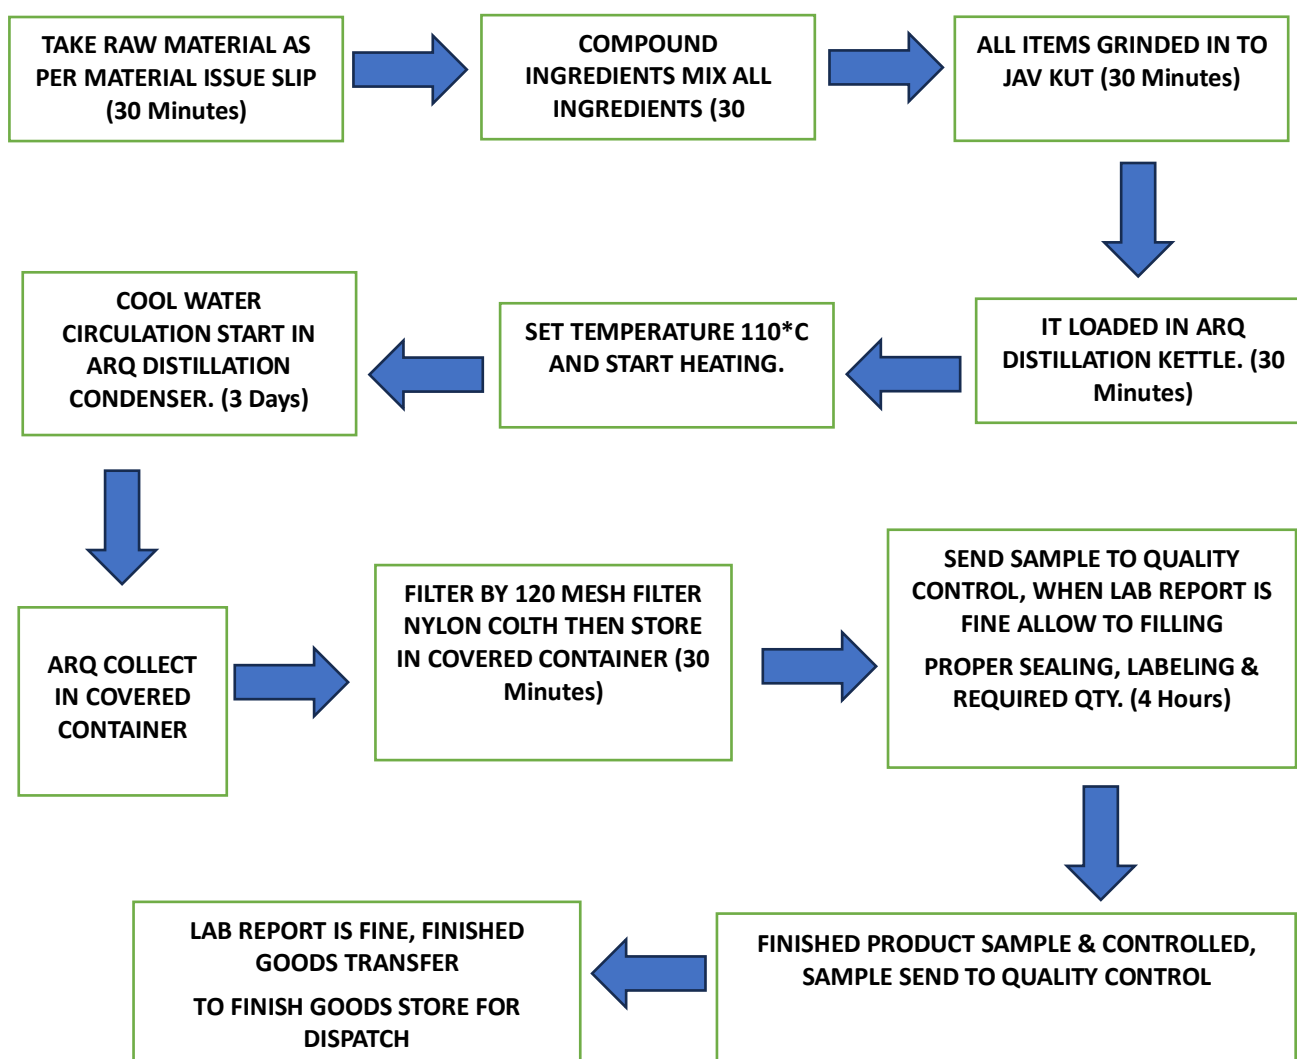 TAKE RAW MATERIAL AS
PER MATERIAL ISSUE SLIP
(30 Minutes)
COMPOUND
INGREDIENTS MIX ALL
INGREDIENTS (30
ALL ITEMS GRINDED IN TO
JAV KUT (30 Minutes)
IT LOADED IN ARQ
DISTILLATION KETTLE. (30
Minutes)
SET TEMPERATURE 110*C
AND START HEATING.
COOL WATER
CIRCULATION START IN
ARQ DISTILLATION
CONDENSER. (3 Days)
ARQ COLLECT
IN COVERED
CONTAINER
FILTER BY 120 MESH FILTER
NYLON COLTH THEN STORE
IN COVERED CONTAINER (30
Minutes)
SEND SAMPLE TO QUALITY
CONTROL, WHEN LAB REPORT IS
FINE ALLOW TO FILLING
PROPER SEALING, LABELING &
REQUIRED QTY. (4 Hours)
FINISHED PRODUCT SAMPLE & CONTROLLED,
SAMPLE SEND TO QUALITY CONTROL
LAB REPORT IS FINE, FINISHED
GOODS TRANSFER
TO FINISH GOODS STORE FOR
DISPATCH